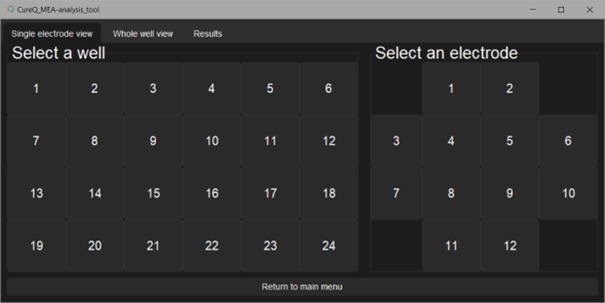 CureQ_MEA-analysis_tool
Single electrode view Whole well view Results
Select a well Select an electrode
1 2 3 4 5 6 1 2
7 8 9 10 11 12 3 4 5 6
13 14 15 16 17 18 7 8 9 10
19 20 21 22 23 24 11 12
Return to main menu